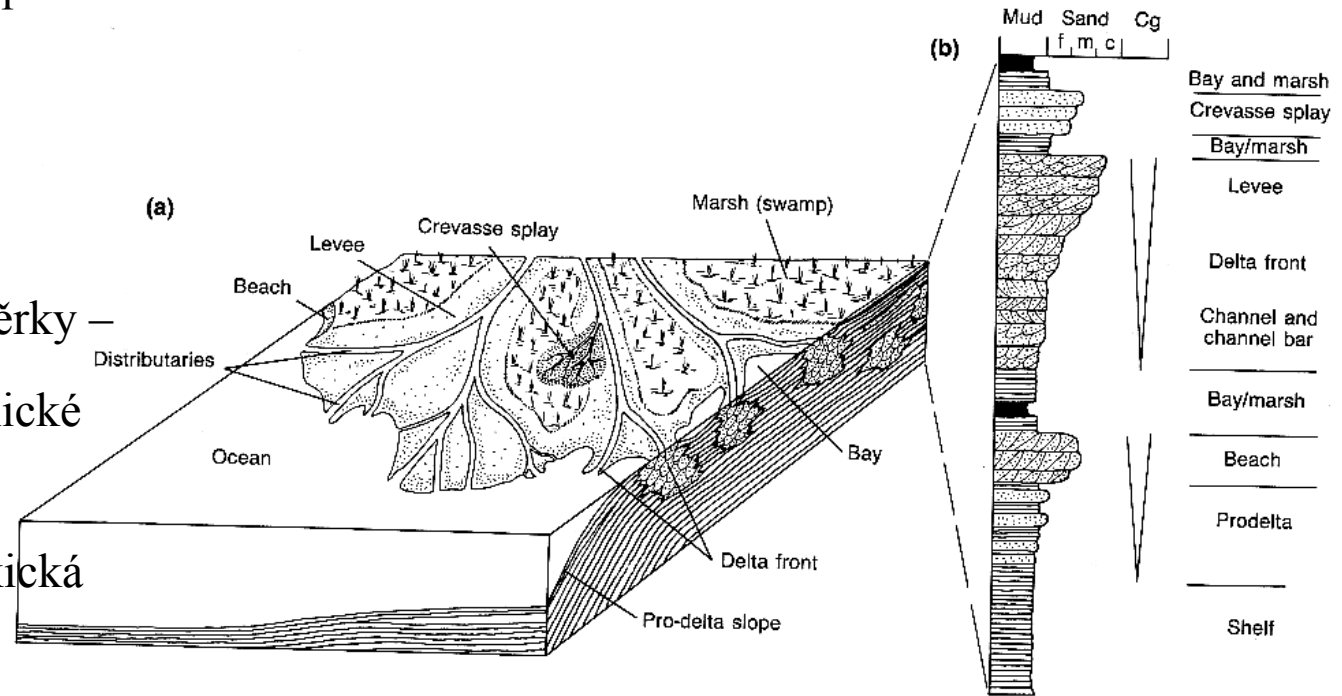 Mud Sand Cg
f m c
(b)
Bay and marsh
Crevasse splay
Bay/marsh
Levee
Delta front
Channel and
channel bar
Bay/marsh
Beach
Prodelta
Shelf
(a)
Crevasse splay
Marsh (swamp)
Levee
Beach
Distributaries
Ocean
Bay
Delta front
Pro-delta slope
ěrky –
ické
ická